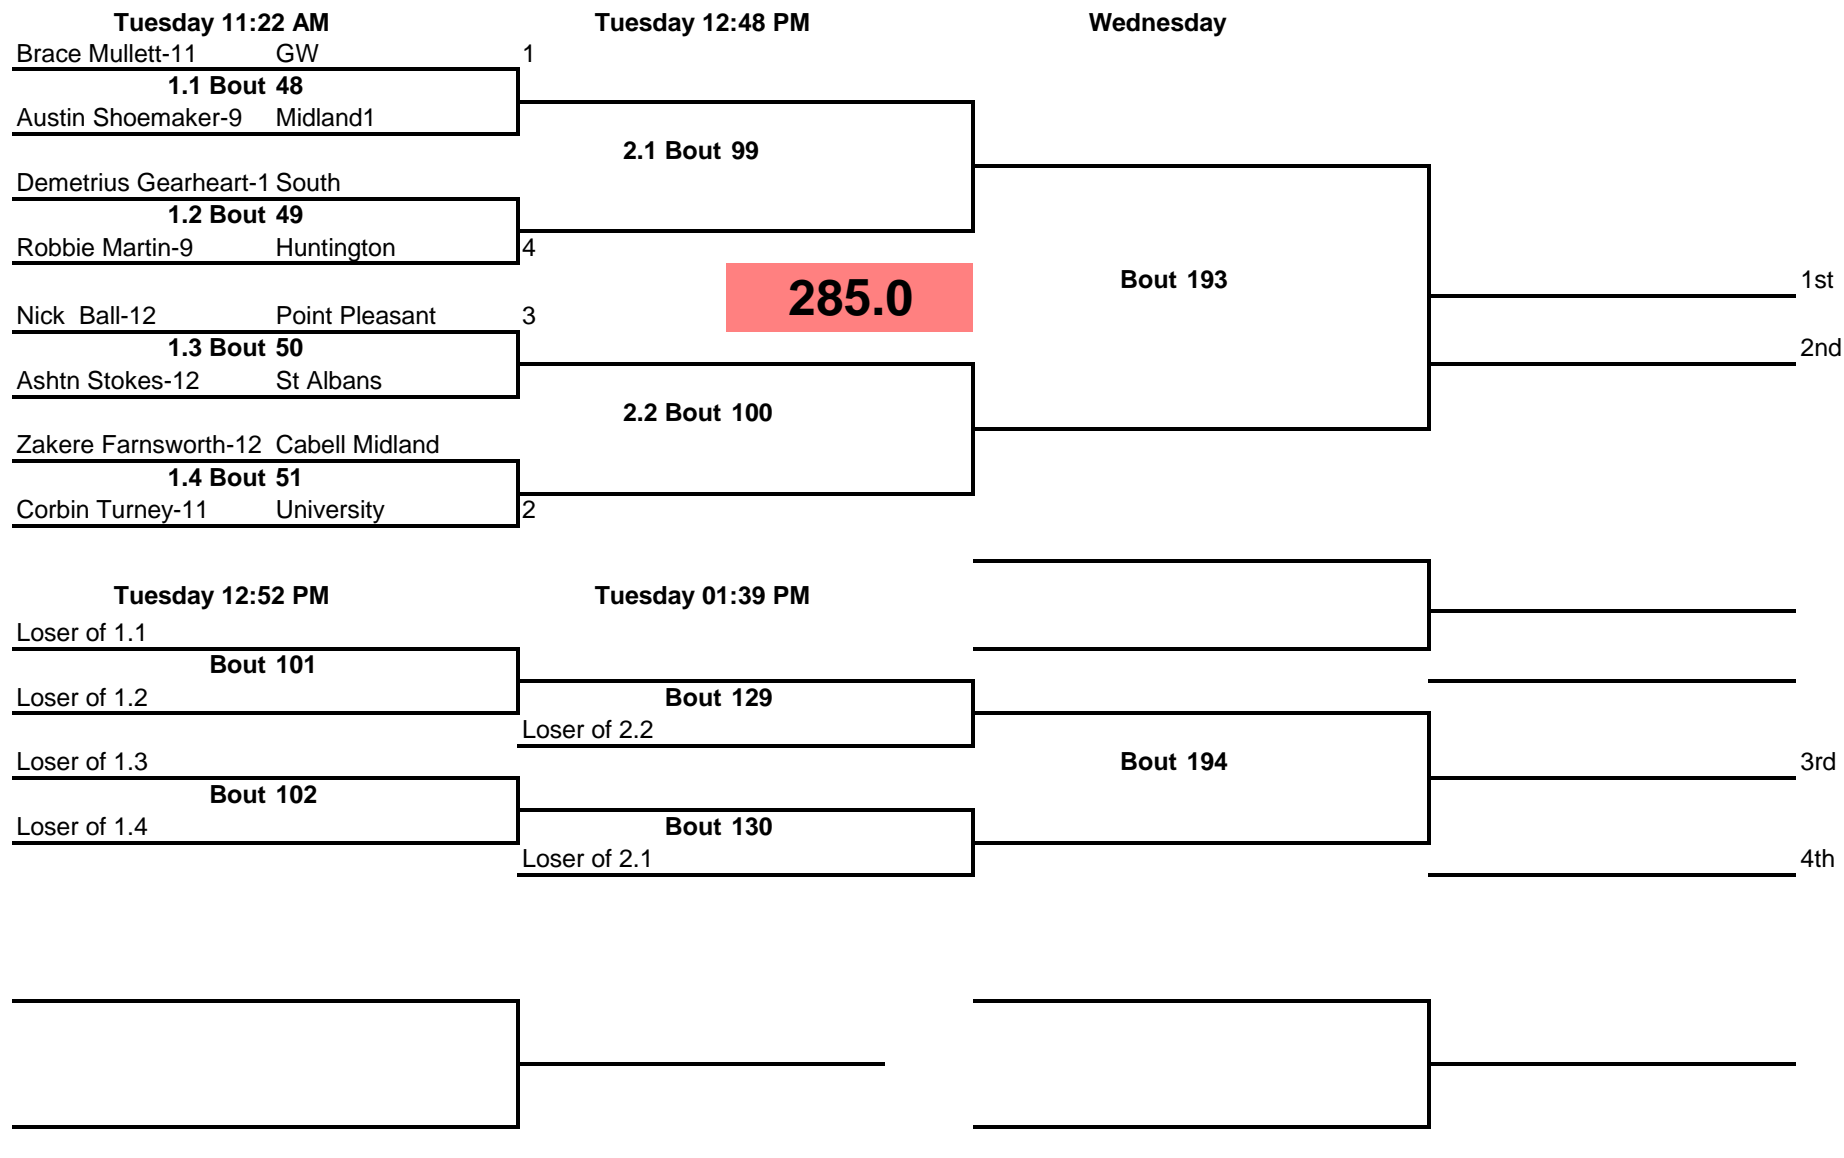 Tuesday 11:22 AM Tuesday 12:48 PM Wednesday
Brace Mullett-11 GW 1
1.1 Bout 48
Austin Shoemaker-9 Midland1
2.1 Bout 99
Demetrius Gearheart-1 South
1.2 Bout 49
Robbie Martin-9 Huntington 4
285.0 Bout 193 1st
Nick  Ball-12 Point Pleasant 3
1.3 Bout 50 2nd
Ashtn Stokes-12 St Albans
2.2 Bout 100
Zakere Farnsworth-12 Cabell Midland
1.4 Bout 51
Corbin Turney-11 University 2
Tuesday 12:52 PM Tuesday 01:39 PM
Loser of 1.1
Bout 101
Loser of 1.2 Bout 129
Loser of 2.2
Loser of 1.3 Bout 194 3rd
Bout 102
Loser of 1.4 Bout 130
Loser of 2.1 4th